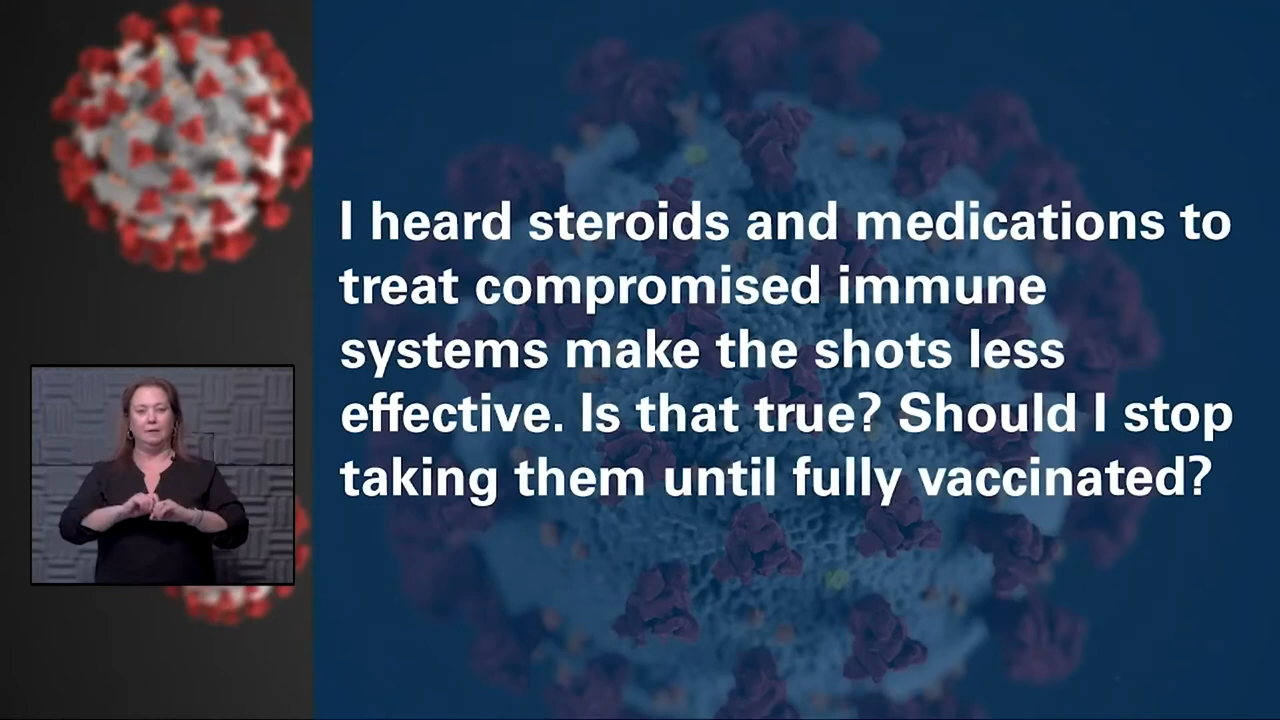 I heard steroids and medications to
treat compromised immune
systems make the shots less
effective. Is that true? Should I stop
taking them until fully vaccinated?